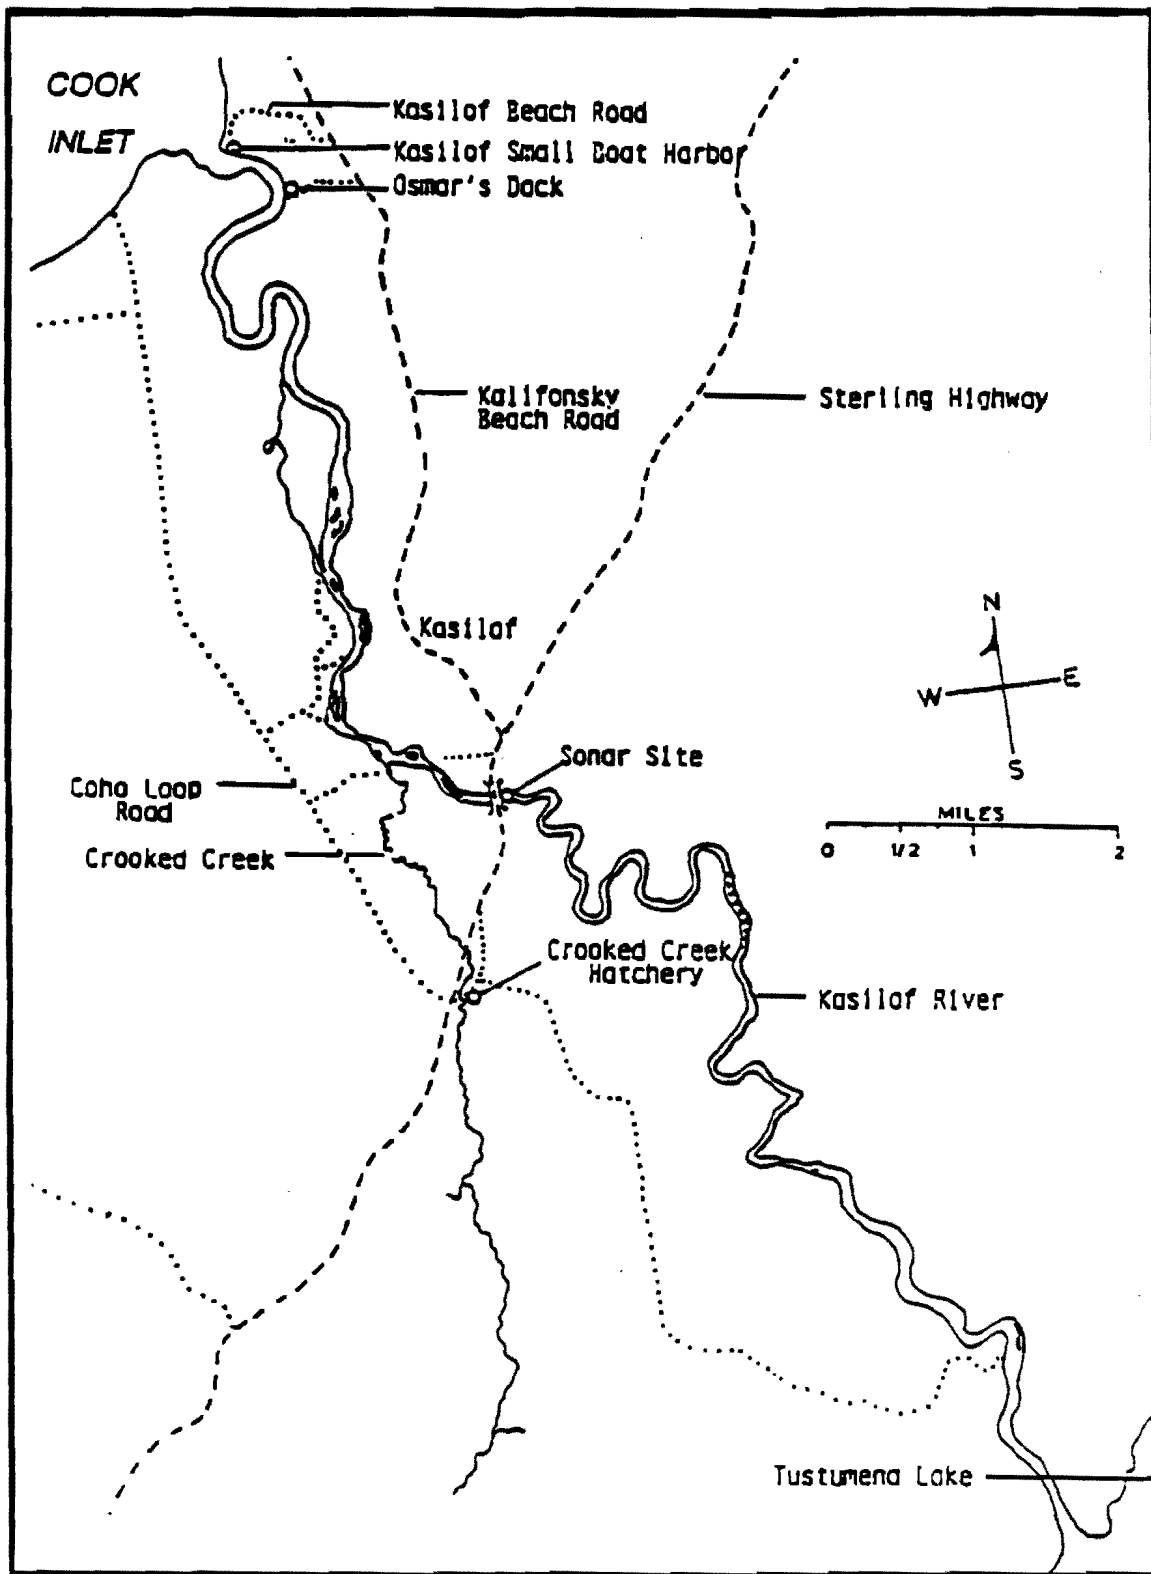 COOK
INLET
Kasilof Beach Road
Kasilof Small Boat Harbor
Osmar's Dock
Kalifonsky
Beach Road
Sterling Highway
Kasilof
N
W
E
S
Sonar Site
Coho Loop
Road
MILES
0 1/2 1 2
Crooked Creek
Crooked Creek
Hatchery
Kasilof River
Tustumena Lake